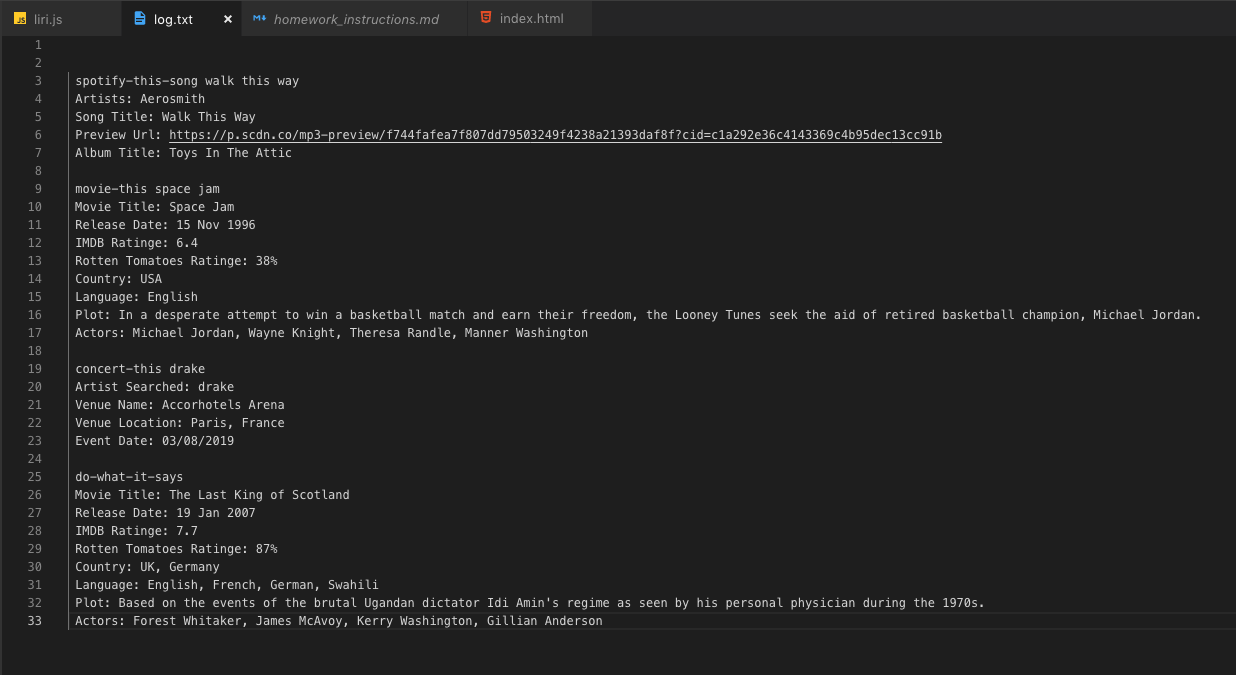 JS liri.js log.txt × M↓ homework_instructions.md 5 index.html
1
2
3 spotify-this-song walk this way
4 Artists: Aerosmith
5 Song Title: Walk This Way
6 Preview Url: https://p.scdn.co/mp3-preview/f744fafea7f807dd79503249f4238a21393daf8f?cid=c1a292e36c4143369c4b95dec13cc91b
7 Album Title: Toys In The Attic
8
9 movie-this space jam
10 Movie Title: Space Jam
11 Release Date: 15 Nov 1996
12 IMDB Ratinge: 6.4
13 Rotten Tomatoes Ratinge: 38%
14 Country: USA
15 Language: English
16 Plot: In a desperate attempt to win a basketball match and earn their freedom, the Looney Tunes seek the aid of retired basketball champion, Michael Jordan.
17 Actors: Michael Jordan, Wayne Knight, Theresa Randle, Manner Washington
18
19 concert-this drake
20 Artist Searched: drake
21 Venue Name: Accorhotels Arena
22 Venue Location: Paris, France
23 Event Date: 03/08/2019
24
25 do-what-it-says
26 Movie Title: The Last King of Scotland
27 Release Date: 19 Jan 2007
28 IMDB Ratinge: 7.7
29 Rotten Tomatoes Ratinge: 87%
30 Country: UK, Germany
31 Language: English, French, German, Swahili
32 Plot: Based on the events of the brutal Ugandan dictator Idi Amin's regime as seen by his personal physician during the 1970s.
33 Actors: Forest Whitaker, James McAvoy, Kerry Washington, Gillian Anderson